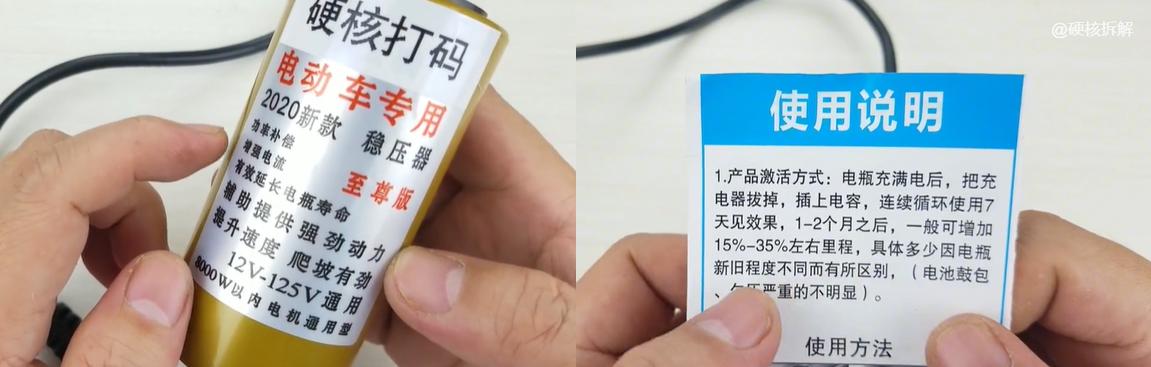 硬核打码
电动车专用
2020新款 稳压器
功率补偿
增强电流
至尊版
有效延长电瓶寿命
辅助提供强劲动力
提升速度 爬坡有劲
12V-125V通用
8000W以内电机通用型
@硬核拆解
使用说明
1.产品激活方式：电瓶充满电后，把充
电器拔掉，插上电容，连续循环使用7
天见效果，1-2个月之后，一般可增加
15%-35%左右里程，具体多少因电瓶
新旧程度不同而有所区别，（电池鼓包
、欠压严重的不明显）。
使用方法